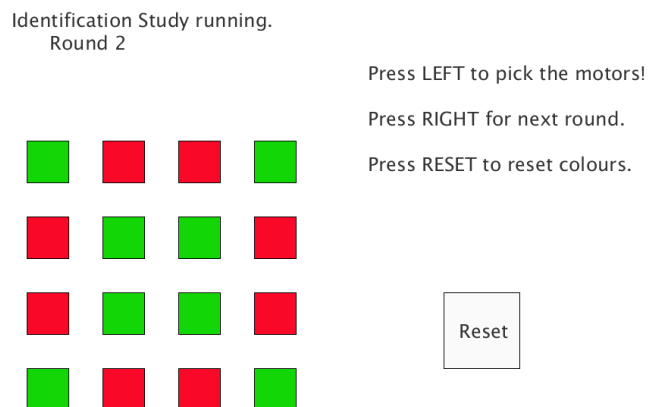 Identification Study running.
Round 2
Press LEFT to pick the motors!
Press RIGHT for next round.
Press RESET to reset colours.
Reset